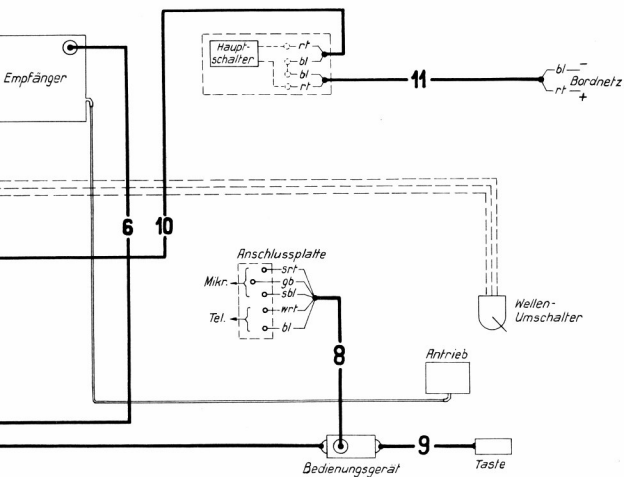 Haupt-
schalter
rt
bl
bl
rt
11
bl –
rt +
Bordnetz
Empfänger
6
10
Anschlussplatte
Mikr.
srt
gb
sbl
Tel.
wrt
bl
8
Wellen-
Umschalter
Antrieb
9
Bedienungsgerät
Taste